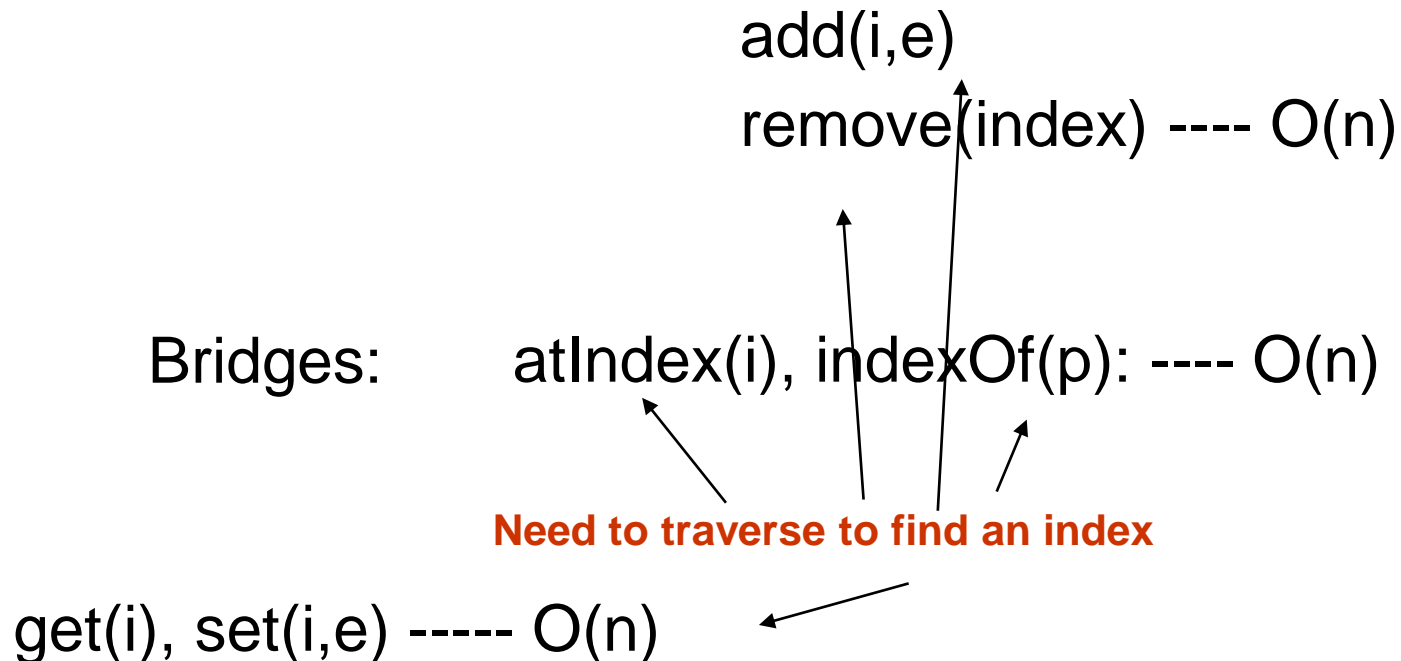 add(i,e)
remove(index) ---- O(n)
Bridges: atIndex(i), indexOf(p): ---- O(n)
Need to traverse to find an index
get(i), set(i,e) ----- O(n)